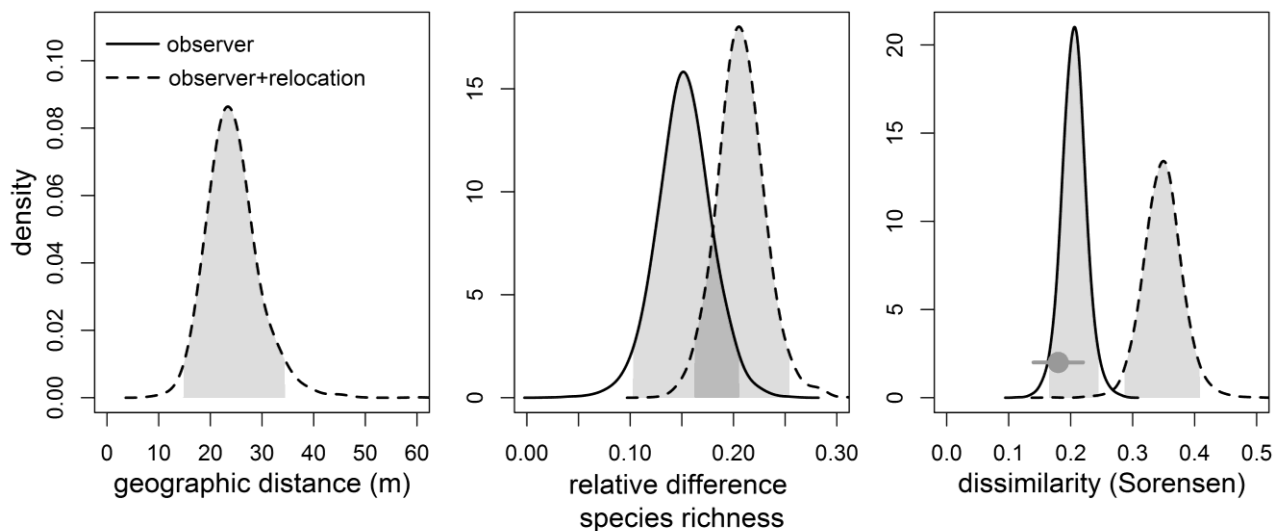 observer
observer+relocation
density
0.00 0.02 0.04 0.06 0.08 0.10
0 10 20 30 40 50 60
geographic distance (m)
0 5 10 15
0.00 0.10 0.20 0.30
relative difference
species richness
0 5 10 15 20
0.0 0.1 0.2 0.3 0.4 0.5
dissimilarity (Sorensen)